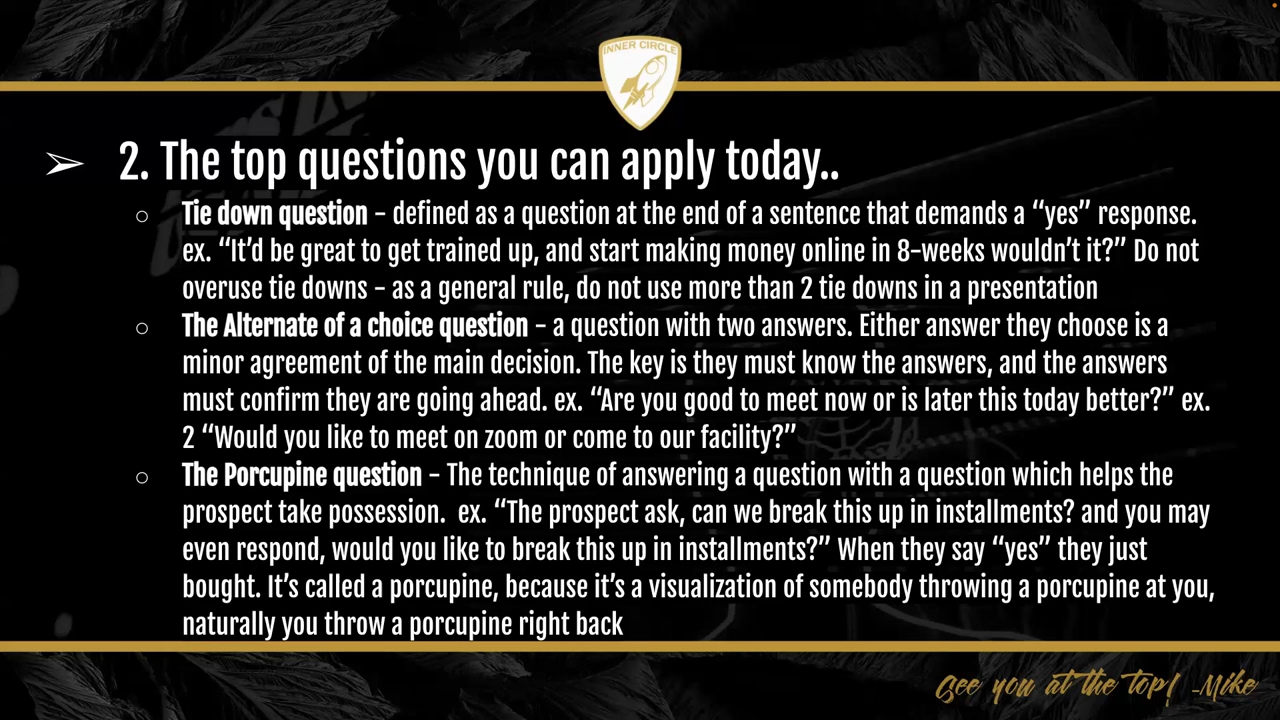 INNER CIRCLE
➢ 2. The top questions you can apply today..
○ Tie down question – defined as a question at the end of a sentence that demands a “yes” response.
ex. “It’d be great to get trained up, and start making money online in 8-weeks wouldn’t it?” Do not
overuse tie downs – as a general rule, do not use more than 2 tie downs in a presentation
○ The Alternate of a choice question – a question with two answers. Either answer they choose is a
minor agreement of the main decision. The key is they must know the answers, and the answers
must confirm they are going ahead. ex. “Are you good to meet now or is later this today better?” ex.
2 “Would you like to meet on zoom or come to our facility?”
○ The Porcupine question – The technique of answering a question with a question which helps the
prospect take possession. ex. “The prospect ask, can we break this up in installments? and you may
even respond, would you like to break this up in installments?” When they say “yes” they just
bought. It’s called a porcupine, because it’s a visualization of somebody throwing a porcupine at you,
naturally you throw a porcupine right back
See you at the top! -Mike